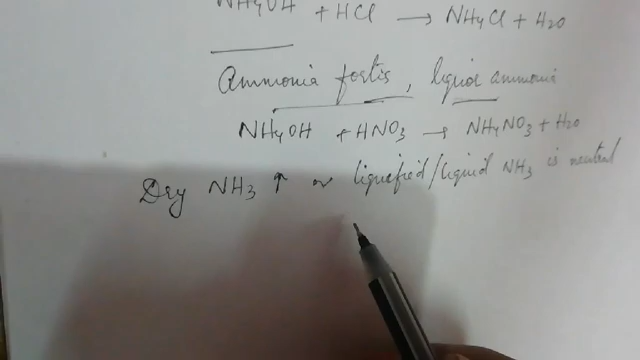 NH4OH + HCl → NH4Cl + H2O
Ammonia fortis, liquor ammonia
NH4OH + HNO3 → NH4NO3 + H2O
Dry NH3 ↑ or liquefied/liquid NH3 is neutral